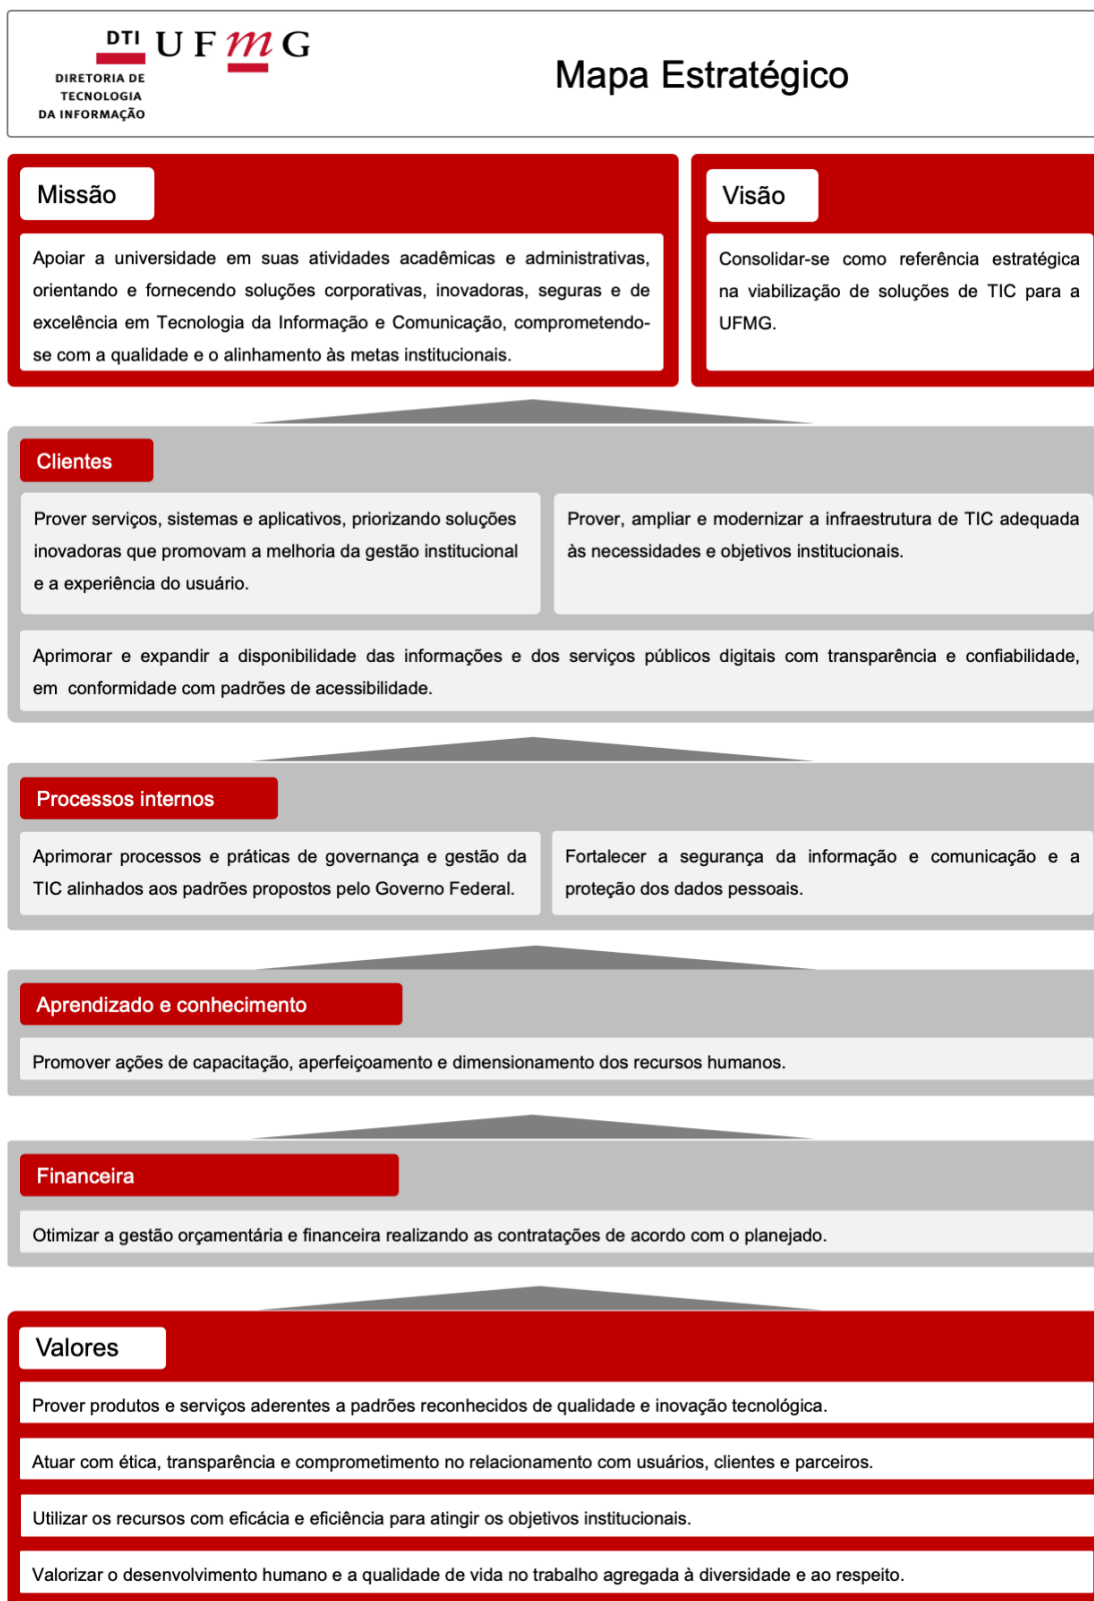 DTI UFMG
DIRETORIA DE
TECNOLOGIA
DA INFORMAÇÃO
Mapa Estratégico
Missão
Apoiar a universidade em suas atividades acadêmicas e administrativas,
orientando e fornecendo soluções corporativas, inovadoras, seguras e de
excelência em Tecnologia da Informação e Comunicação, comprometendo-
se com a qualidade e o alinhamento às metas institucionais.
Visão
Consolidar-se como referência estratégica
na viabilização de soluções de TIC para a
UFMG.
Clientes
Prover serviços, sistemas e aplicativos, priorizando soluções
inovadoras que promovam a melhoria da gestão institucional
e a experiência do usuário.
Prover, ampliar e modernizar a infraestrutura de TIC adequada
às necessidades e objetivos institucionais.
Aprimorar e expandir a disponibilidade das informações e dos serviços públicos digitais com transparência e confiabilidade,
em conformidade com padrões de acessibilidade.
Processos internos
Aprimorar processos e práticas de governança e gestão da
TIC alinhados aos padrões propostos pelo Governo Federal.
Fortalecer a segurança da informação e comunicação e a
proteção dos dados pessoais.
Aprendizado e conhecimento
Promover ações de capacitação, aperfeiçoamento e dimensionamento dos recursos humanos.
Financeira
Otimizar a gestão orçamentária e financeira realizando as contratações de acordo com o planejado.
Valores
Prover produtos e serviços aderentes a padrões reconhecidos de qualidade e inovação tecnológica.
Atuar com ética, transparência e comprometimento no relacionamento com usuários, clientes e parceiros.
Utilizar os recursos com eficácia e eficiência para atingir os objetivos institucionais.
Valorizar o desenvolvimento humano e a qualidade de vida no trabalho agregada à diversidade e ao respeito.